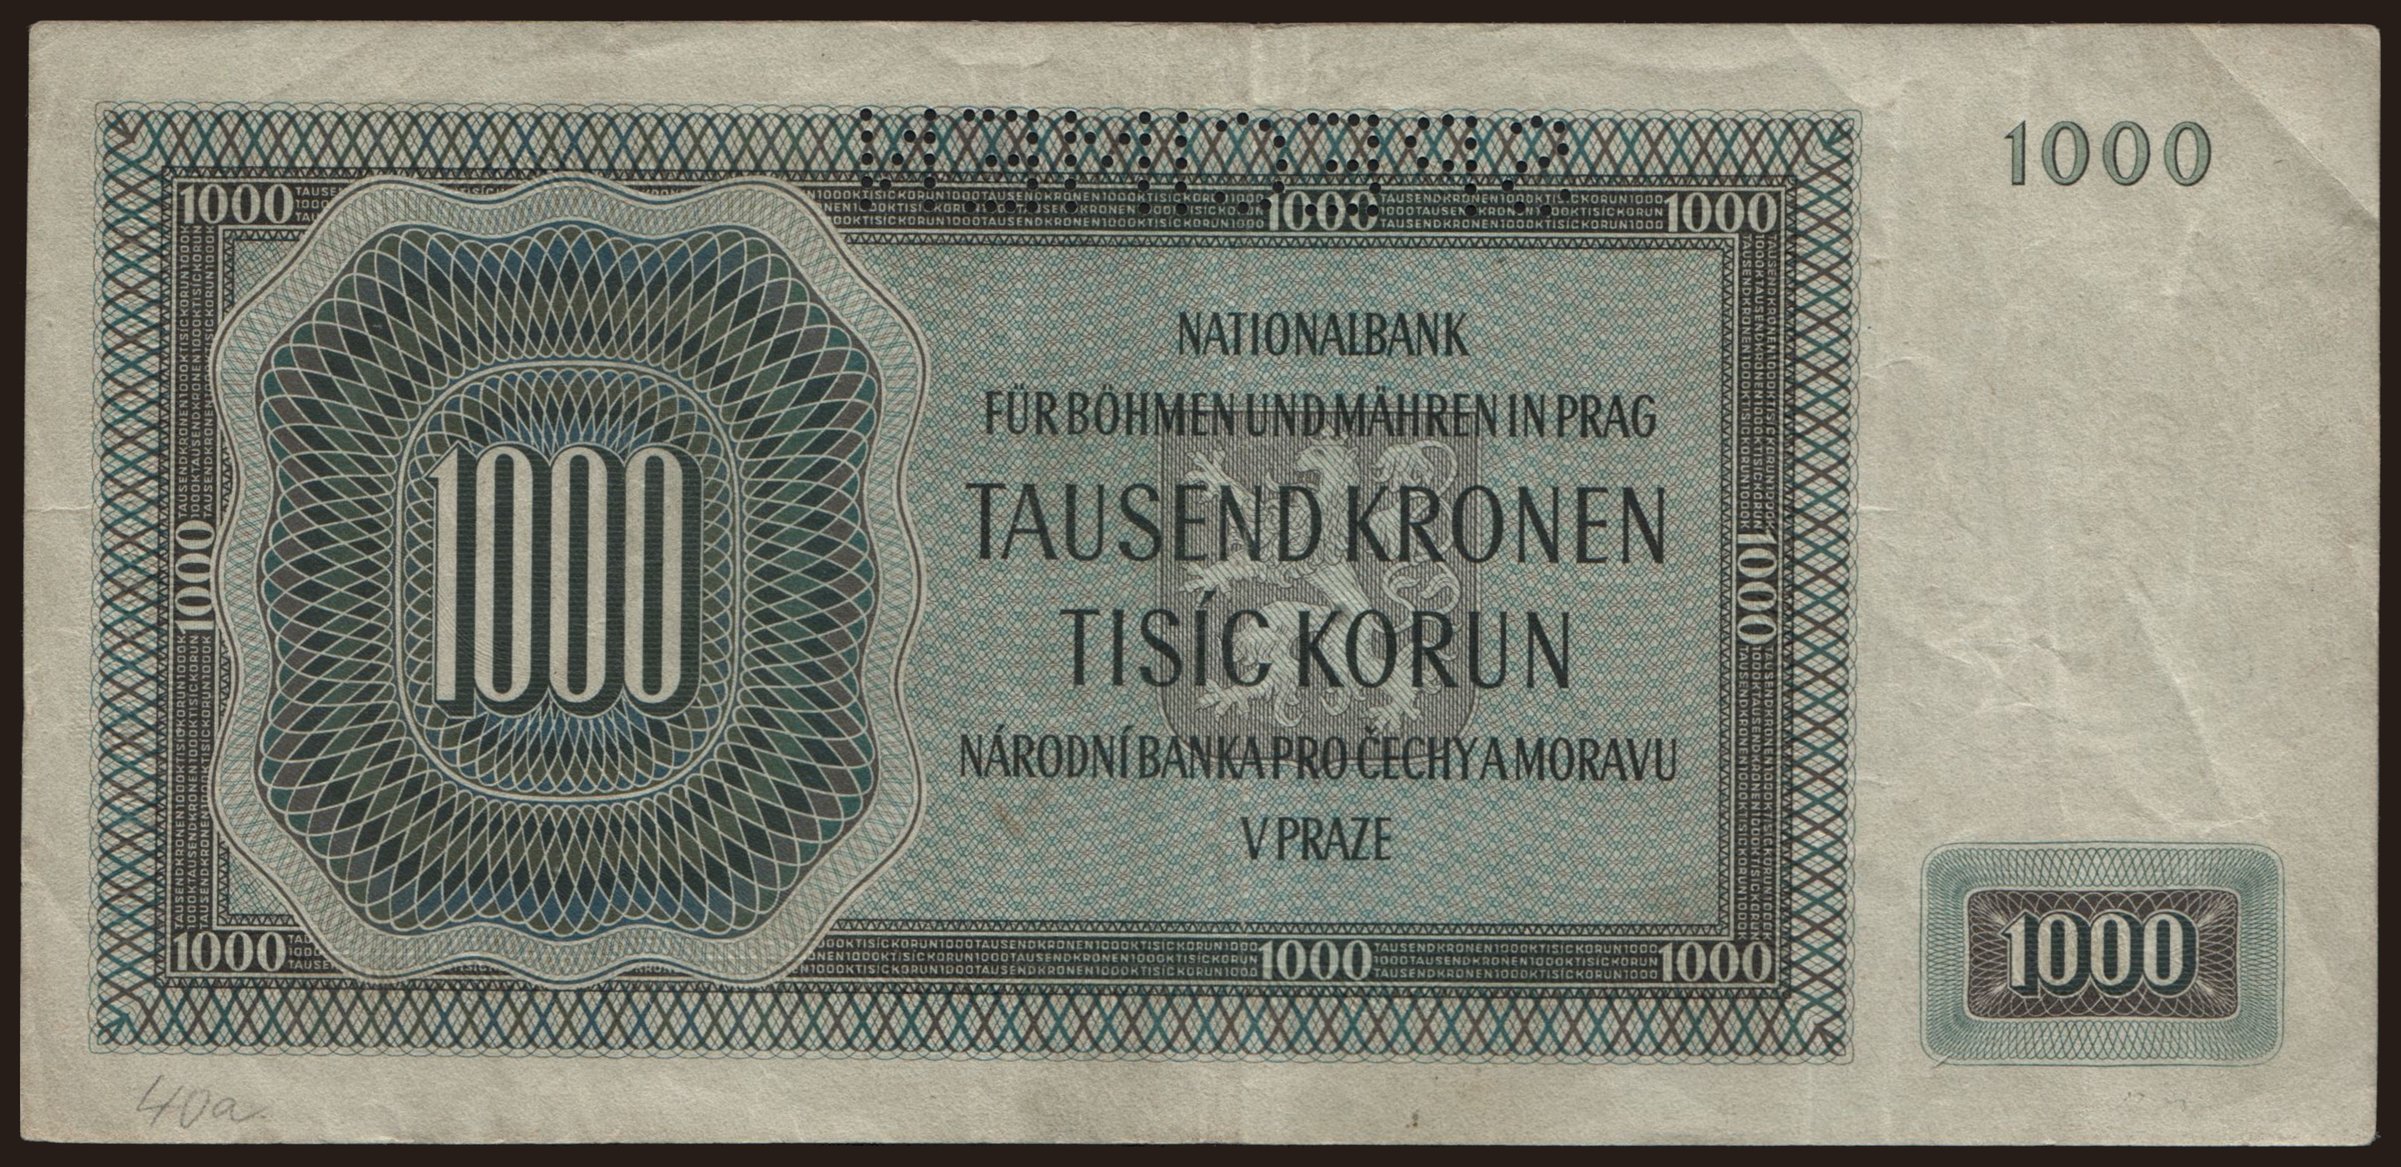 1000
1000
1000
1000
NATIONALBANK
FÜR BÖHMEN UND MÄHREN IN PRAG
1000
TAUSEND KRONEN
1000
1000
TISÍC KORUN
NÁRODNÍ BANKA PRO ČECHY A MORAVU
V PRAZE
1000
1000
1000
1000
40a